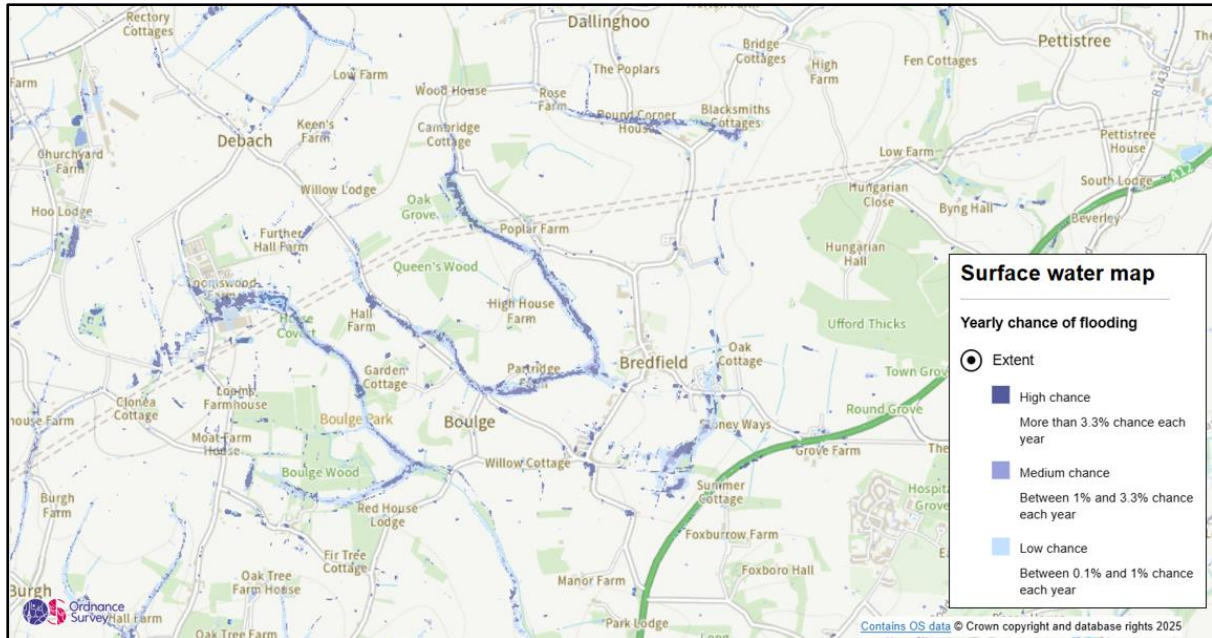 Rectory
Cottages
Dallinghoo
Bridge
Cottages
Pettistree
Farm
Low Farm
The Poplars
High
Farm
Fen Cottages
B1438
Wood House
Rose
Farm
Keen's
Farm
Cambridge
Cottage
Pound Corner
House
Blacksmiths
Cottages
Debach
Churchyard
Farm
Pettistree
House
Low Farm
Willow Lodge
South Lodge
A12
Hoo Lodge
Oak
Grove
Hungarian
Close
Byng Hall
Beverley
Further
Hall Farm
Poplar Farm
Queen's Wood
Hungarian
Hall
High House
Farm
Hall
Farm
Ufford Thicks
Garden
Cottage
Partridge
Bredfield
Oak
Cottage
Town Grove
Clonea
Cottage
Farmhouse
Boulge Park
Boulge
Round Grove
Moat Farm
House
Willow Cottage
Grove Farm
Boulge Wood
Summer
Cottage
Burgh
Farm
Red House
Lodge
Foxburrow Farm
Fir Tree
Cottage
Oak Tree
Farm House
Manor Farm
Foxboro Hall
Burgh
Hall Farm
Oak Tree Farm
Park Lodge
Surface water map
Yearly chance of flooding
Extent
High chance
More than 3.3% chance each
year
Medium chance
Between 1% and 3.3% chance
each year
Low chance
Between 0.1% and 1% chance
each year
Ordnance
Survey
Contains OS data © Crown copyright and database rights 2025